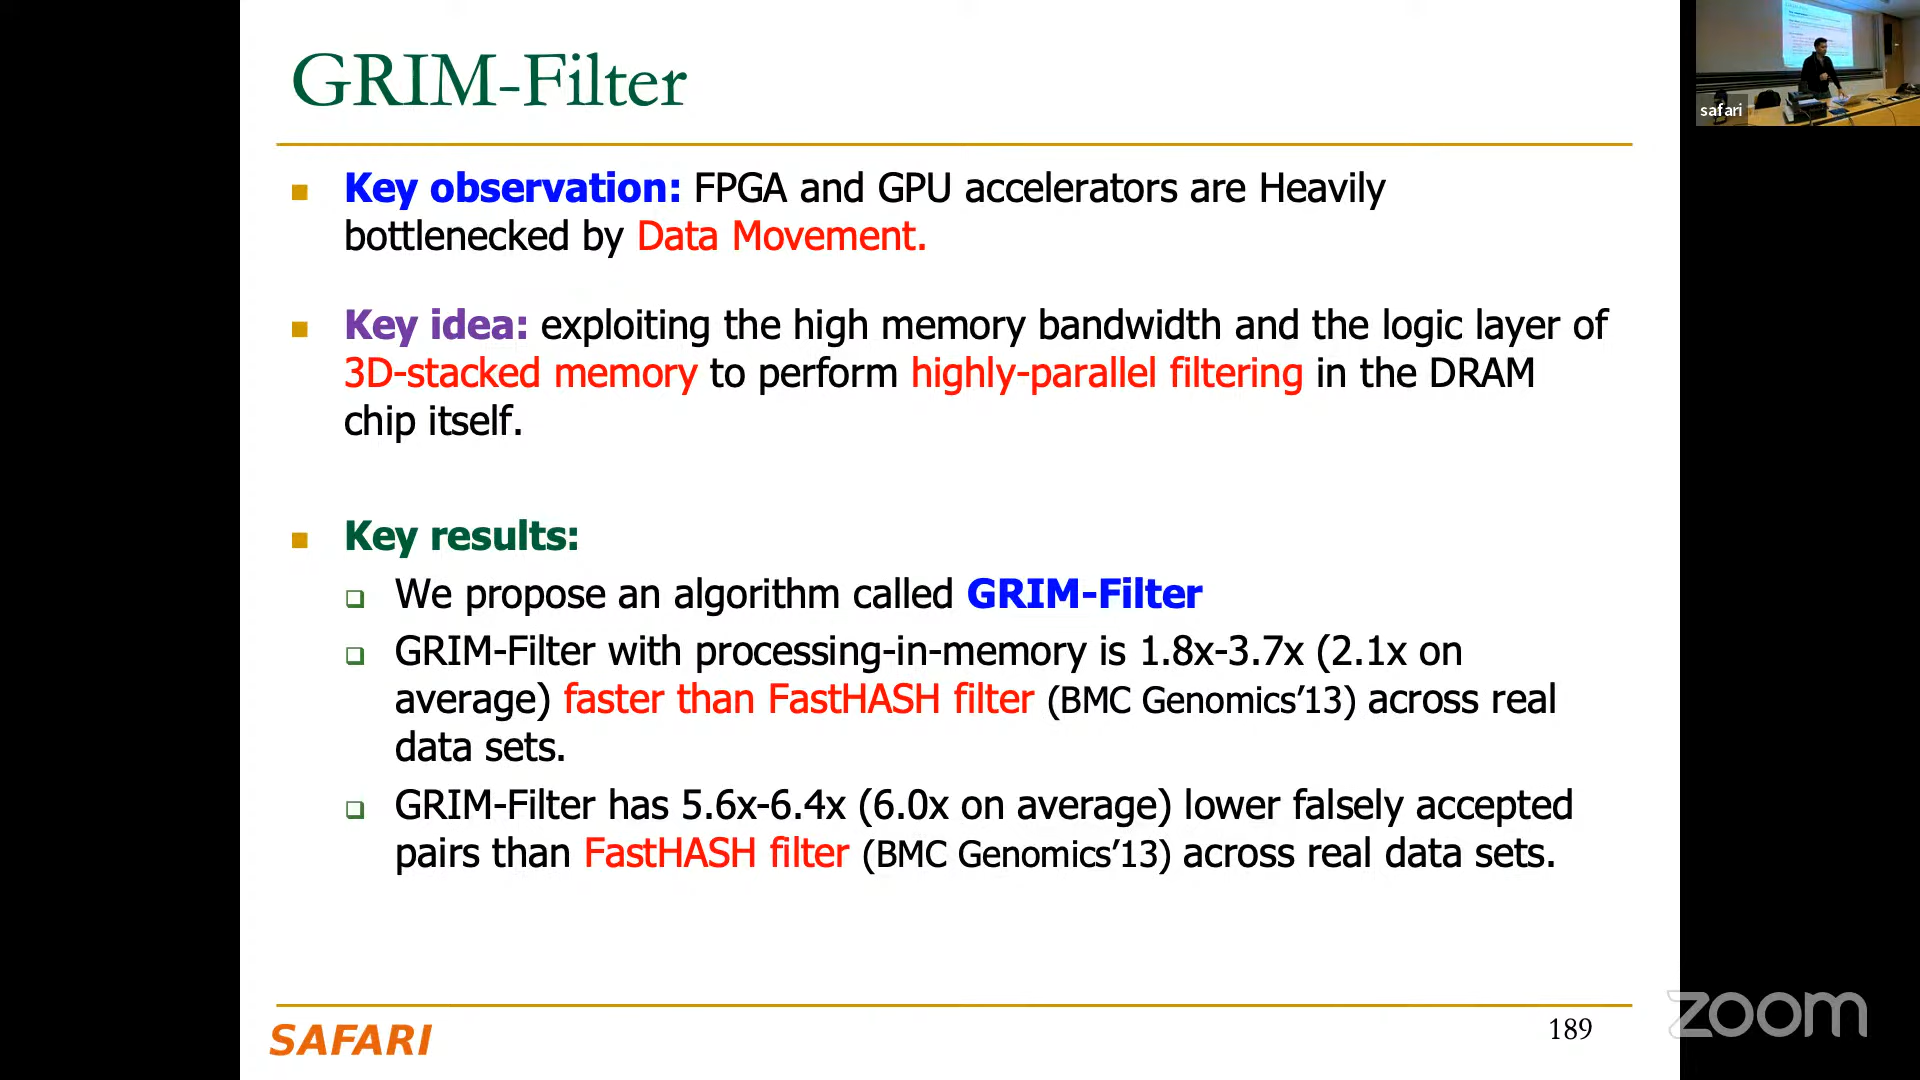 GRIM-Filter
safari
Key observation: FPGA and GPU accelerators are Heavily
bottlenecked by Data Movement.
Key idea: exploiting the high memory bandwidth and the logic layer of
3D-stacked memory to perform highly-parallel filtering in the DRAM
chip itself.
Key results:
We propose an algorithm called GRIM-Filter
GRIM-Filter with processing-in-memory is 1.8x-3.7x (2.1x on
average) faster than FastHASH filter (BMC Genomics’13) across real
data sets.
GRIM-Filter has 5.6x-6.4x (6.0x on average) lower falsely accepted
pairs than FastHASH filter (BMC Genomics’13) across real data sets.
SAFARI
189
zoom